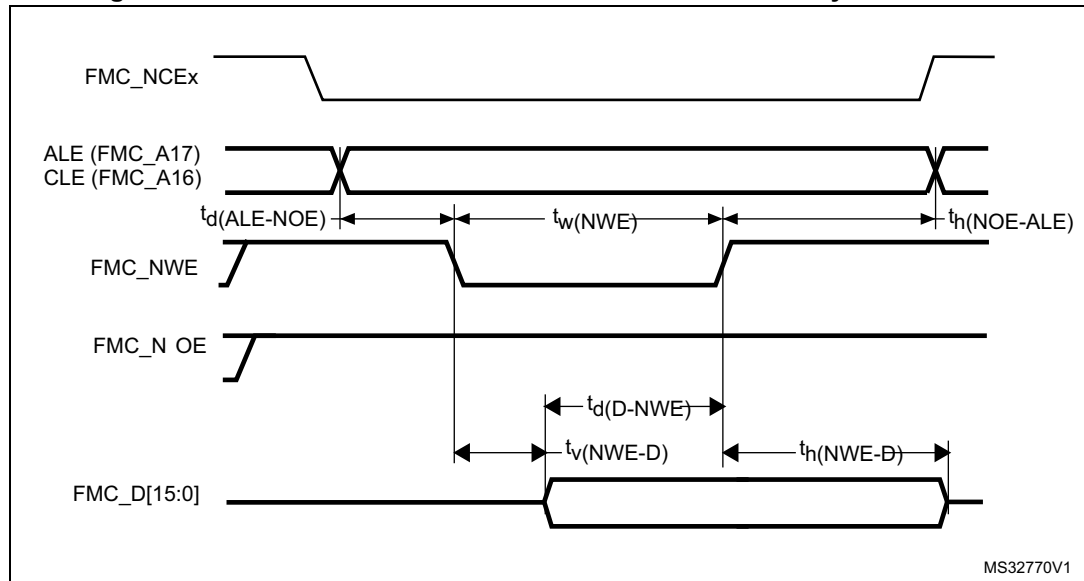 FMC_NCEx
ALE (FMC_A17)
CLE (FMC_A16)
td(ALE-NOE)
tw(NWE)
th(NOE-ALE)
FMC_NWE
FMC_N OE
td(D-NWE)
tv(NWE-D)
th(NWE-D)
FMC_D[15:0]
MS32770V1